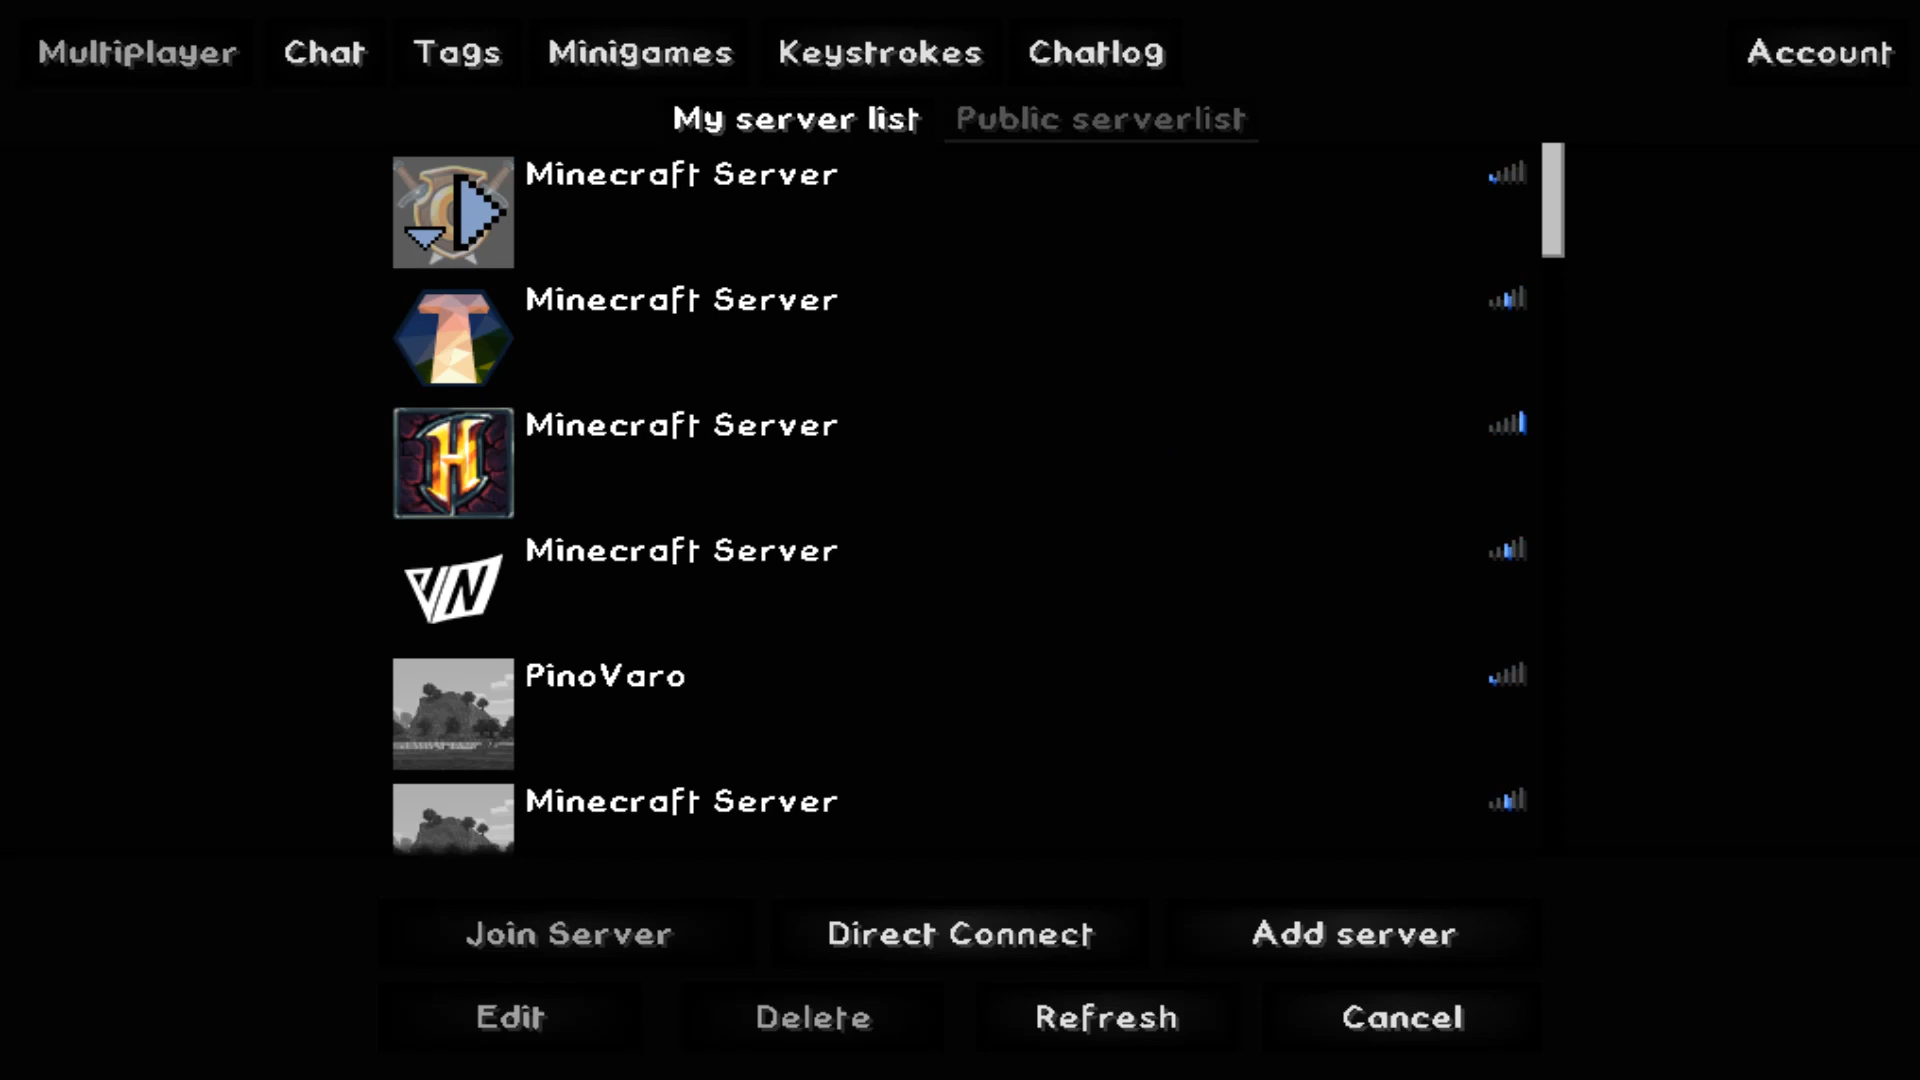 Multiplayer Chat Tags Minigames Keystrokes Chatlog Account
My server list Public serverlist
Minecraft Server
Minecraft Server
H
Minecraft Server
VN
Minecraft Server
PinoVaro
Minecraft Server
Join Server Direct Connect Add server
Edit Delete Refresh Cancel